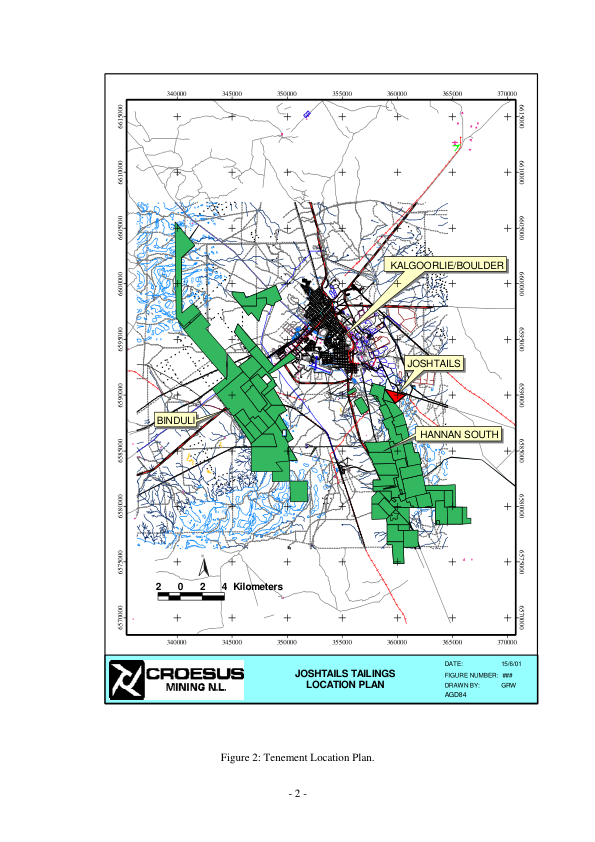 340000 345000 350000 355000 360000 365000 370000
6615000 6615000
6610000 6610000
6605000 6605000
KALGOORLIE/BOULDER
6600000 6600000
6595000 6595000
JOSHTAILS
6590000 6590000
BINDULI
HANNAN SOUTH
6585000 6585000
6580000 6580000
6575000 6575000
2 0 2 4 Kilometers
6570000 6570000
340000 345000 350000 355000 360000 365000 370000
CROESUS
MINING N.L.
JOSHTAILS TAILINGS
LOCATION PLAN
DATE: 15/6/01
FIGURE NUMBER: ###
DRAWN BY: GRW
AGD84
Figure 2: Tenement Location Plan.
- 2 -